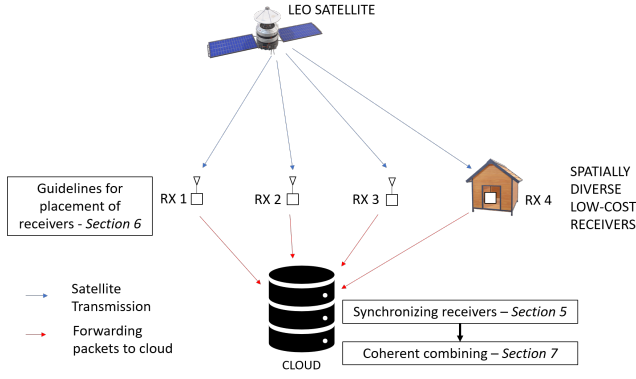 LEO SATELLITE
Guidelines for
placement of
receivers - Section 6
RX 1
RX 2
RX 3
RX 4
SPATIALLY
DIVERSE
LOW-COST
RECEIVERS
Satellite
Transmission
Forwarding
packets to cloud
CLOUD
Synchronizing receivers – Section 5
Coherent combining – Section 7